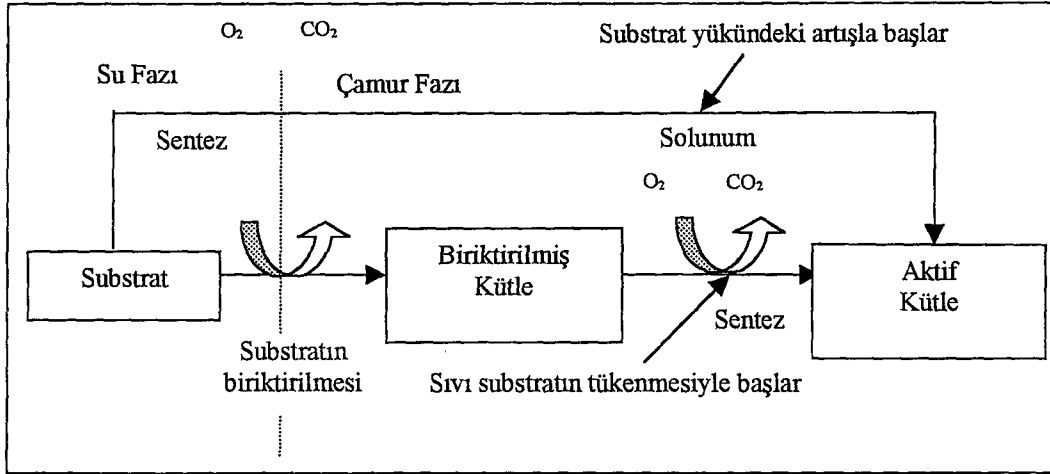 O₂ CO₂
Substrat yükündeki artışla başlar
Su Fazı
Çamur Fazı
Sentez
Solunum
O₂ CO₂
Substrat
Biriktirilmiş
Kütle
Aktif
Kütle
Sentez
Substratın
biriktirilmesi
Sıvı substratın tükenmesiyle başlar